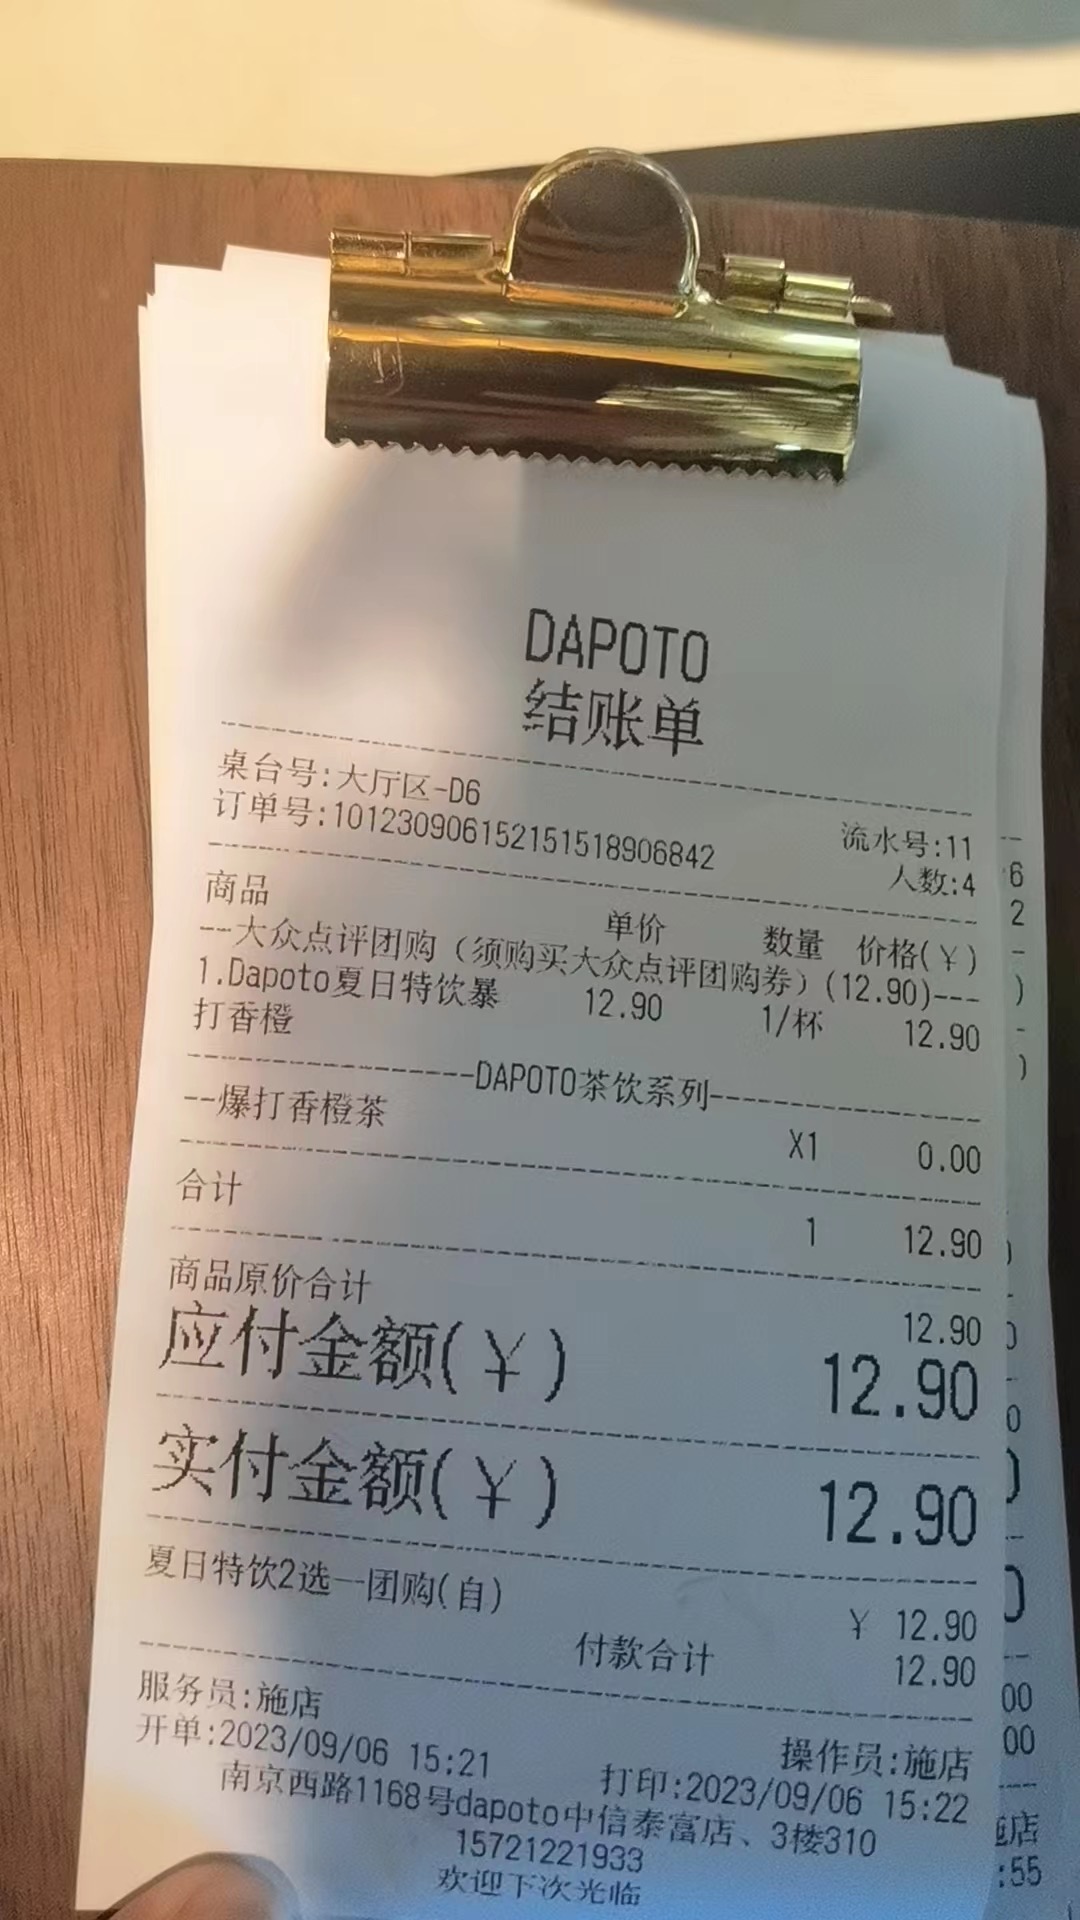 DAPOTO
结账单
桌台号:大厅区-D6
流水号:11
订单号:101230906152151518906842
人数:4
商品 单价 数量 价格(¥)
--大众点评团购（须购买大众点评团购券）(12.90)---
1.Dapoto夏日特饮暴 12.90 1/杯 12.90
打香橙
DAPOTO茶饮系列
--爆打香橙茶 X1 0.00
合计 1 12.90
商品原价合计 12.90
应付金额(¥) 12.90
实付金额(¥) 12.90
夏日特饮2选一团购(自) ¥ 12.90
付款合计 12.90
服务员:施店 操作员:施店
开单:2023/09/06 15:21 打印:2023/09/06 15:22
南京西路1168号dapoto中信泰富店、3楼310
15721221933
欢迎下次光临